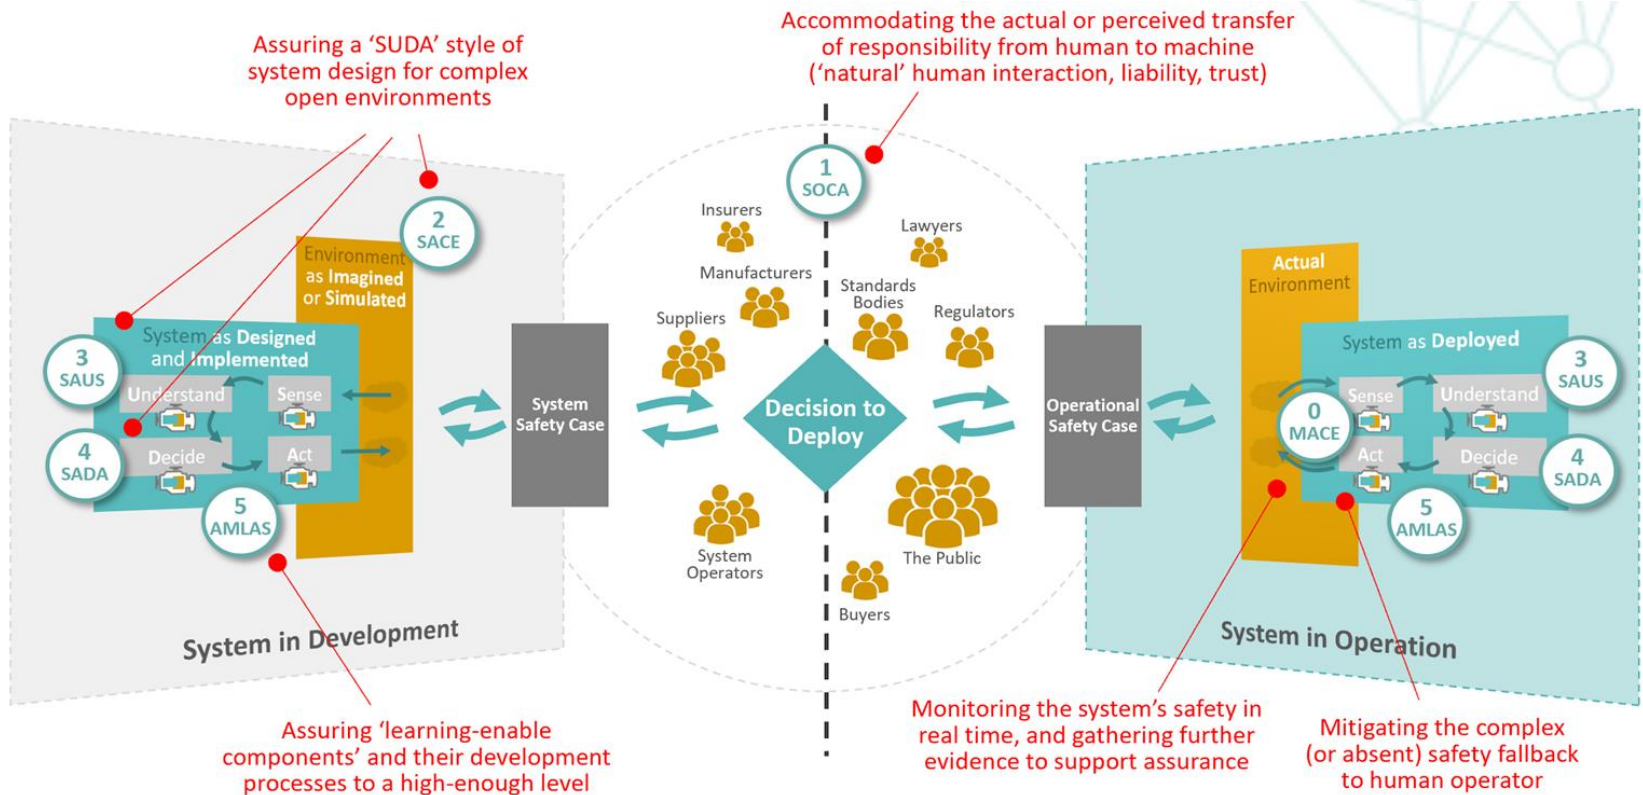 Assuring a ‘SUDA’ style of
system design for complex
open environments
Accommodating the actual or perceived transfer
of responsibility from human to machine
(‘natural’ human interaction, liability, trust)
2
SACE
Environment
as Imagined
or Simulated
System as Designed
and Implemented
3
SAUS
Understand
Sense
4
SADA
Decide
Act
5
AMLAS
System in Development
System
Safety Case
1
SOCA
Insurers
Manufacturers
Suppliers
Lawyers
Standards
Bodies
Regulators
Decision to
Deploy
System
Operators
The Public
Buyers
Operational
Safety Case
Actual
Environment
System as Deployed
0
MACE
Sense
Understand
3
SAUS
Act
Decide
4
SADA
5
AMLAS
System in Operation
Assuring ‘learning-enable
components’ and their development
processes to a high-enough level
Monitoring the system’s safety in
real time, and gathering further
evidence to support assurance
Mitigating the complex
(or absent) safety fallback
to human operator